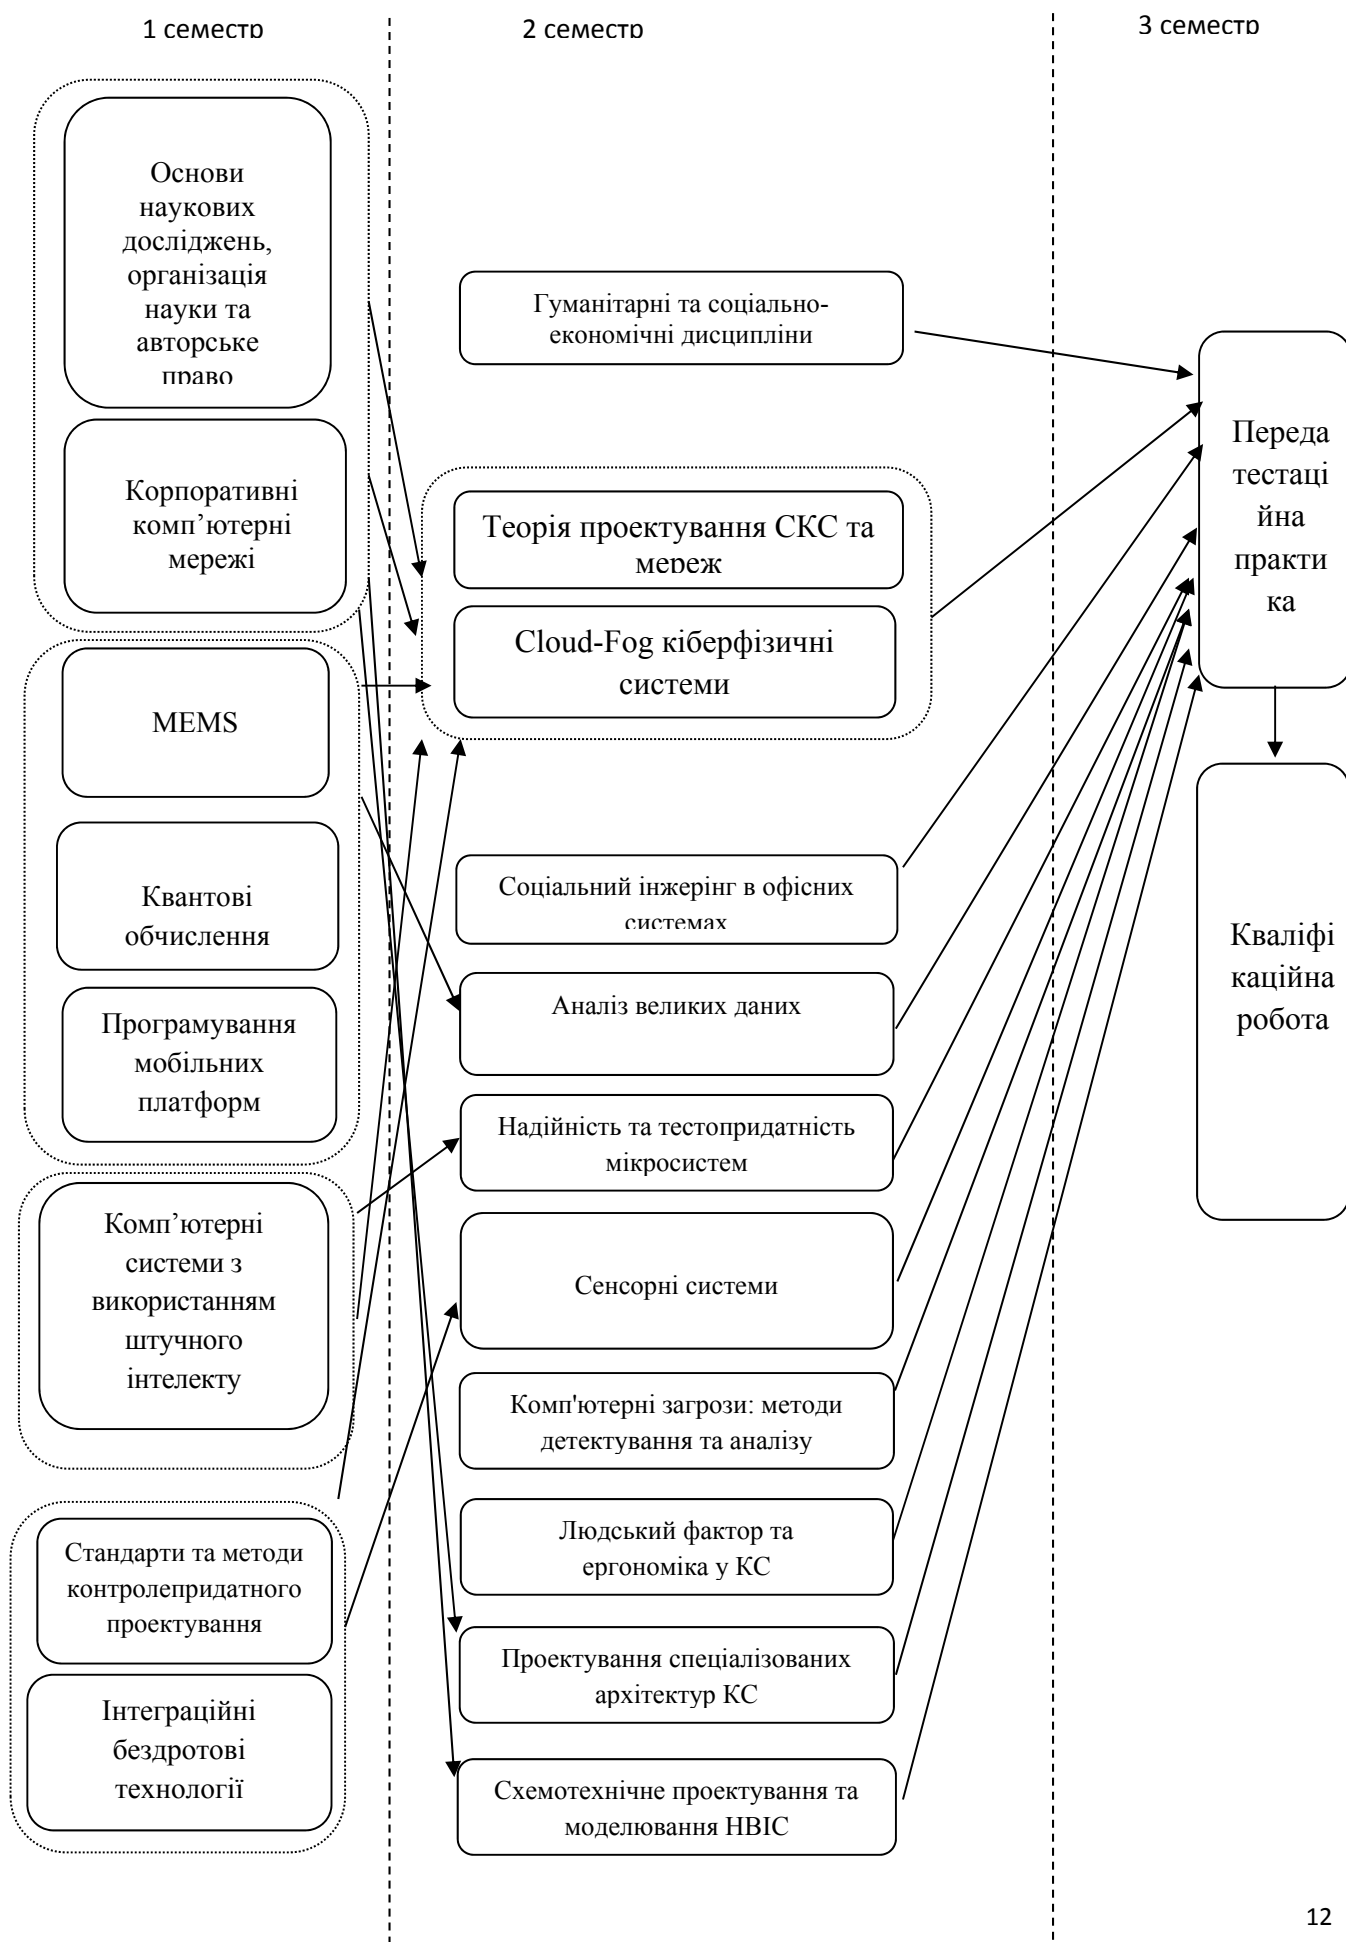 1 семестр
2 семестр
3 семестр
Основи
наукових
досліджень,
організація
науки та
авторське
право
Корпоративні
комп’ютерні
мережі
MEMS
Квантові
обчислення
Програмування
мобільних
платформ
Комп’ютерні
системи з
використанням
штучного
інтелекту
Стандарти та методи
контролепридатного
проектування
Інтеграційні
бездротові
технології
Гуманітарні та соціально-
економічні дисципліни
Теорія проектування СКС та
мереж
Cloud-Fog кіберфізичні
системи
Соціальний інжерінг в офісних
системах
Аналіз великих даних
Надійність та тестопридатність
мікросистем
Сенсорні системи
Комп'ютерні загрози: методи
детектування та аналізу
Людський фактор та
ергономіка у КС
Проектування спеціалізованих
архітектур КС
Схемотехнічне проектування та
моделювання НВІС
Переда
тестаці
йна
практи
ка
Кваліфі
каційна
робота
12